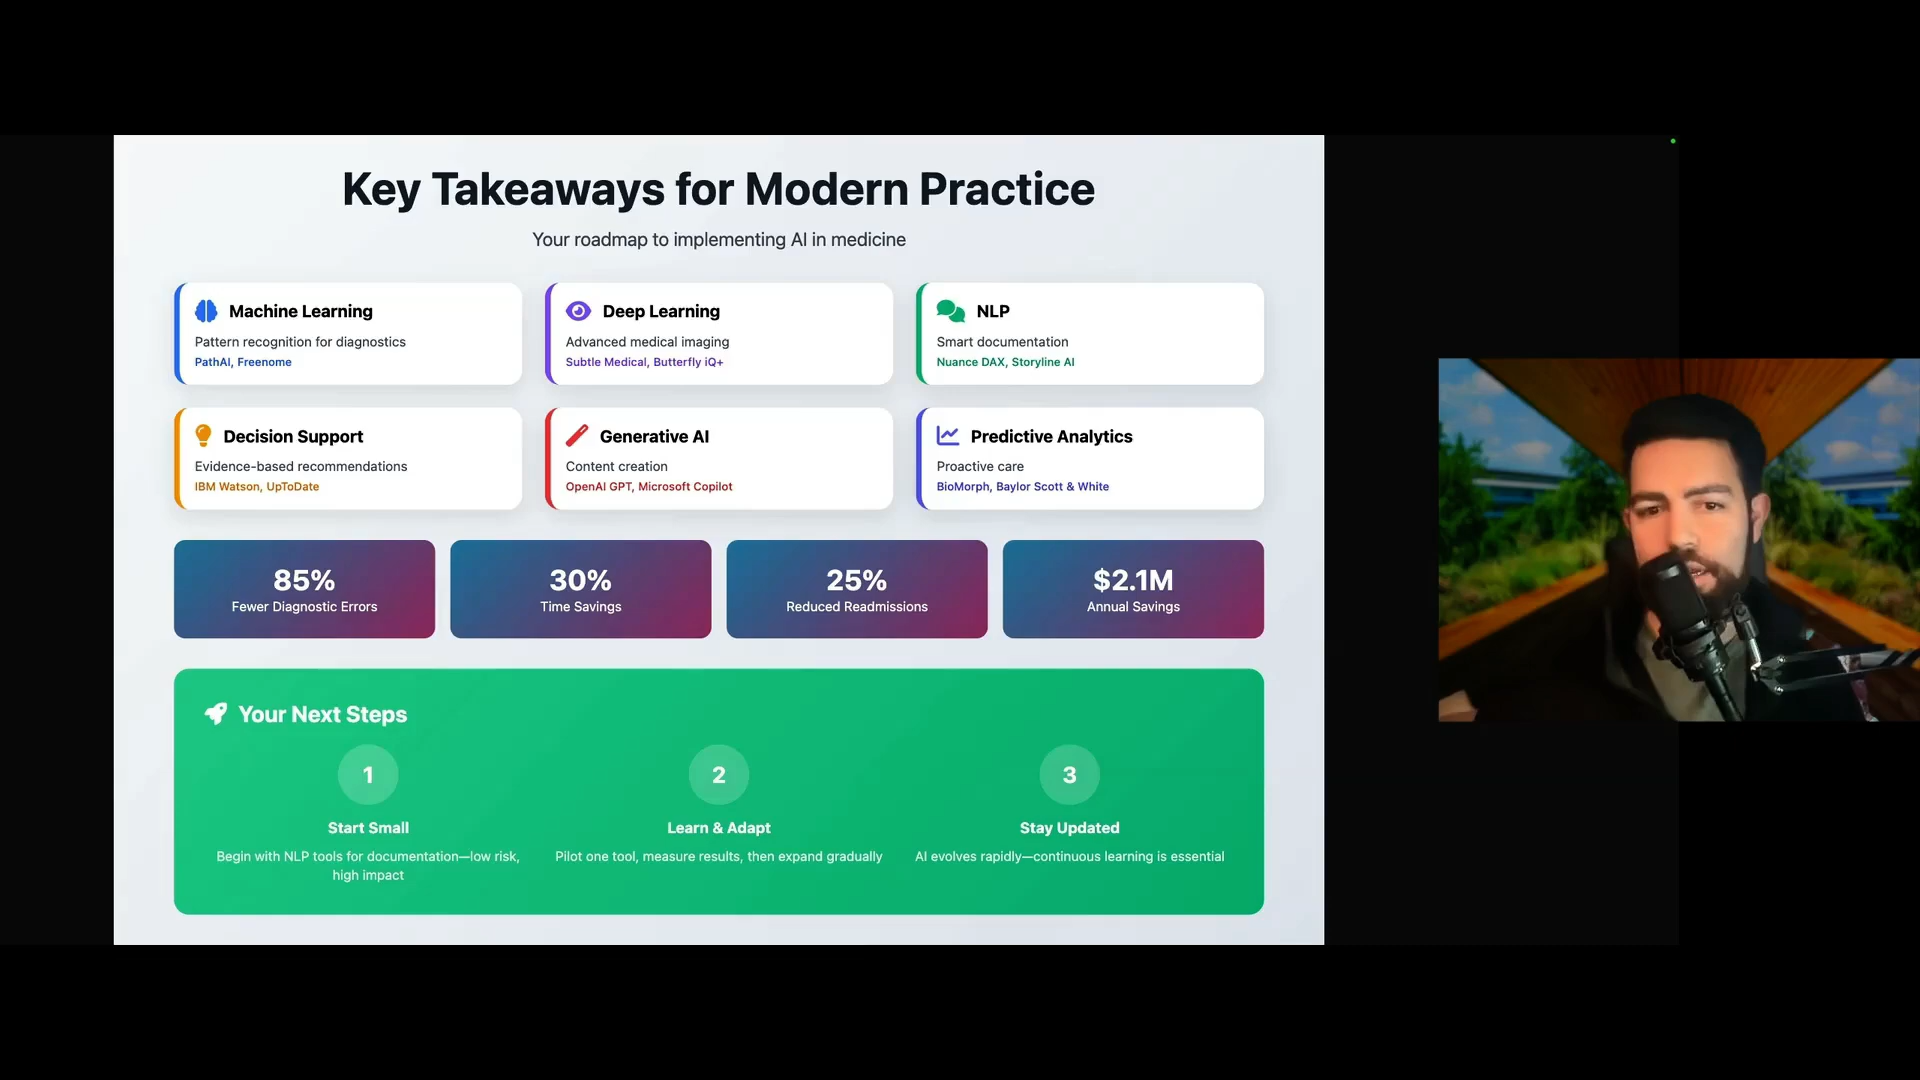 Key Takeaways for Modern Practice
Your roadmap to implementing AI in medicine
Machine Learning
Pattern recognition for diagnostics
PathAI, Freenome
Deep Learning
Advanced medical imaging
Subtle Medical, Butterfly iQ+
NLP
Smart documentation
Nuance DAX, Storyline AI
Decision Support
Evidence-based recommendations
IBM Watson, UpToDate
Generative AI
Content creation
OpenAI GPT, Microsoft Copilot
Predictive Analytics
Proactive care
BioMorph, Baylor Scott & White
85%
Fewer Diagnostic Errors
30%
Time Savings
25%
Reduced Readmissions
$2.1M
Annual Savings
Your Next Steps
1
Start Small
Begin with NLP tools for documentation—low risk,
high impact
2
Learn & Adapt
Pilot one tool, measure results, then expand gradually
3
Stay Updated
AI evolves rapidly—continuous learning is essential